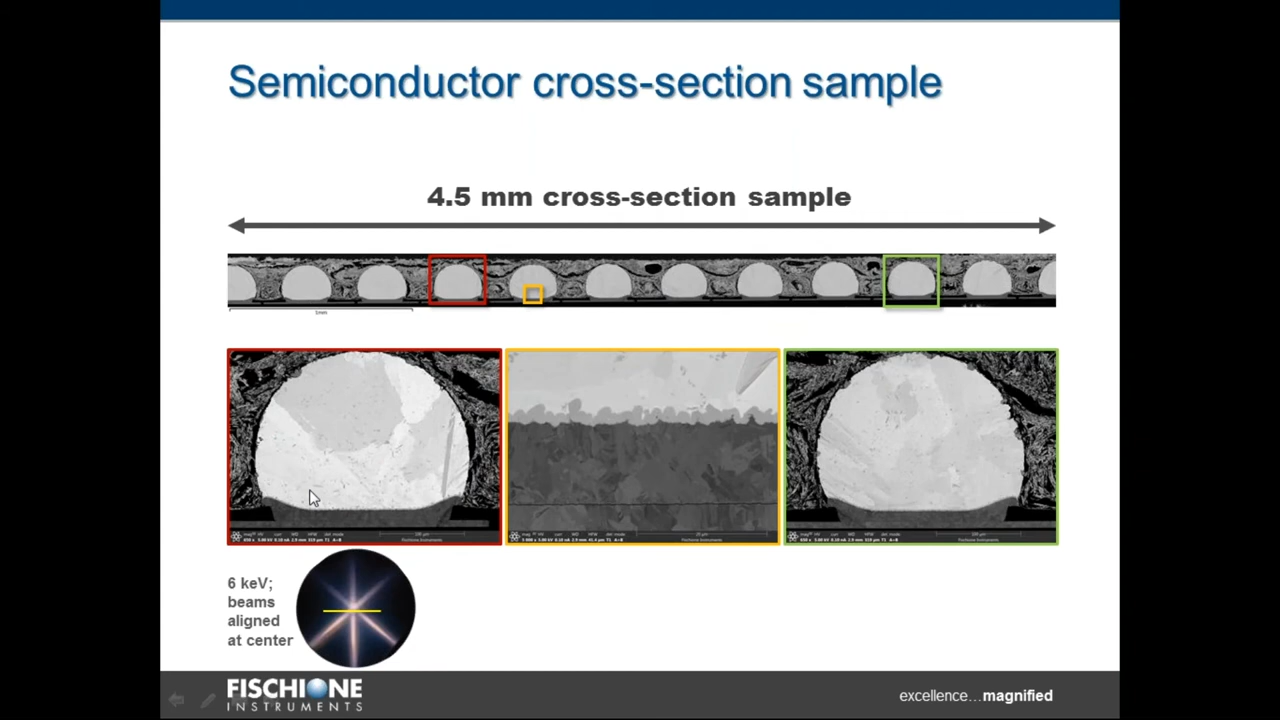 Semiconductor cross-section sample
4.5 mm cross-section sample
1mm
6 keV;
beams
aligned
at center
FISCHIONE
INSTRUMENTS
excellence…magnified